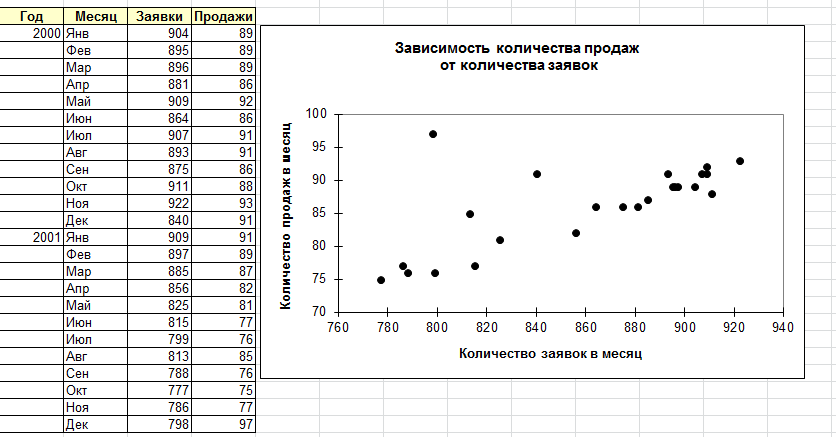 Год Месяц Заявки Продажи
2000 Янв 904 89
Фев 895 89
Мар 896 89
Апр 881 86
Май 909 92
Июн 864 86
Июл 907 91
Авг 893 91
Сен 875 86
Окт 911 88
Ноя 922 93
Дек 840 91
2001 Янв 909 91
Фев 897 89
Мар 885 87
Апр 856 82
Май 825 81
Июн 815 77
Июл 799 76
Авг 813 85
Сен 788 76
Окт 777 75
Ноя 786 77
Дек 798 97
Зависимость количества продаж
от количества заявок
Количество продаж в месяц
100
95
90
85
80
75
70
760 780 800 820 840 860 880 900 920 940
Количество заявок в месяц